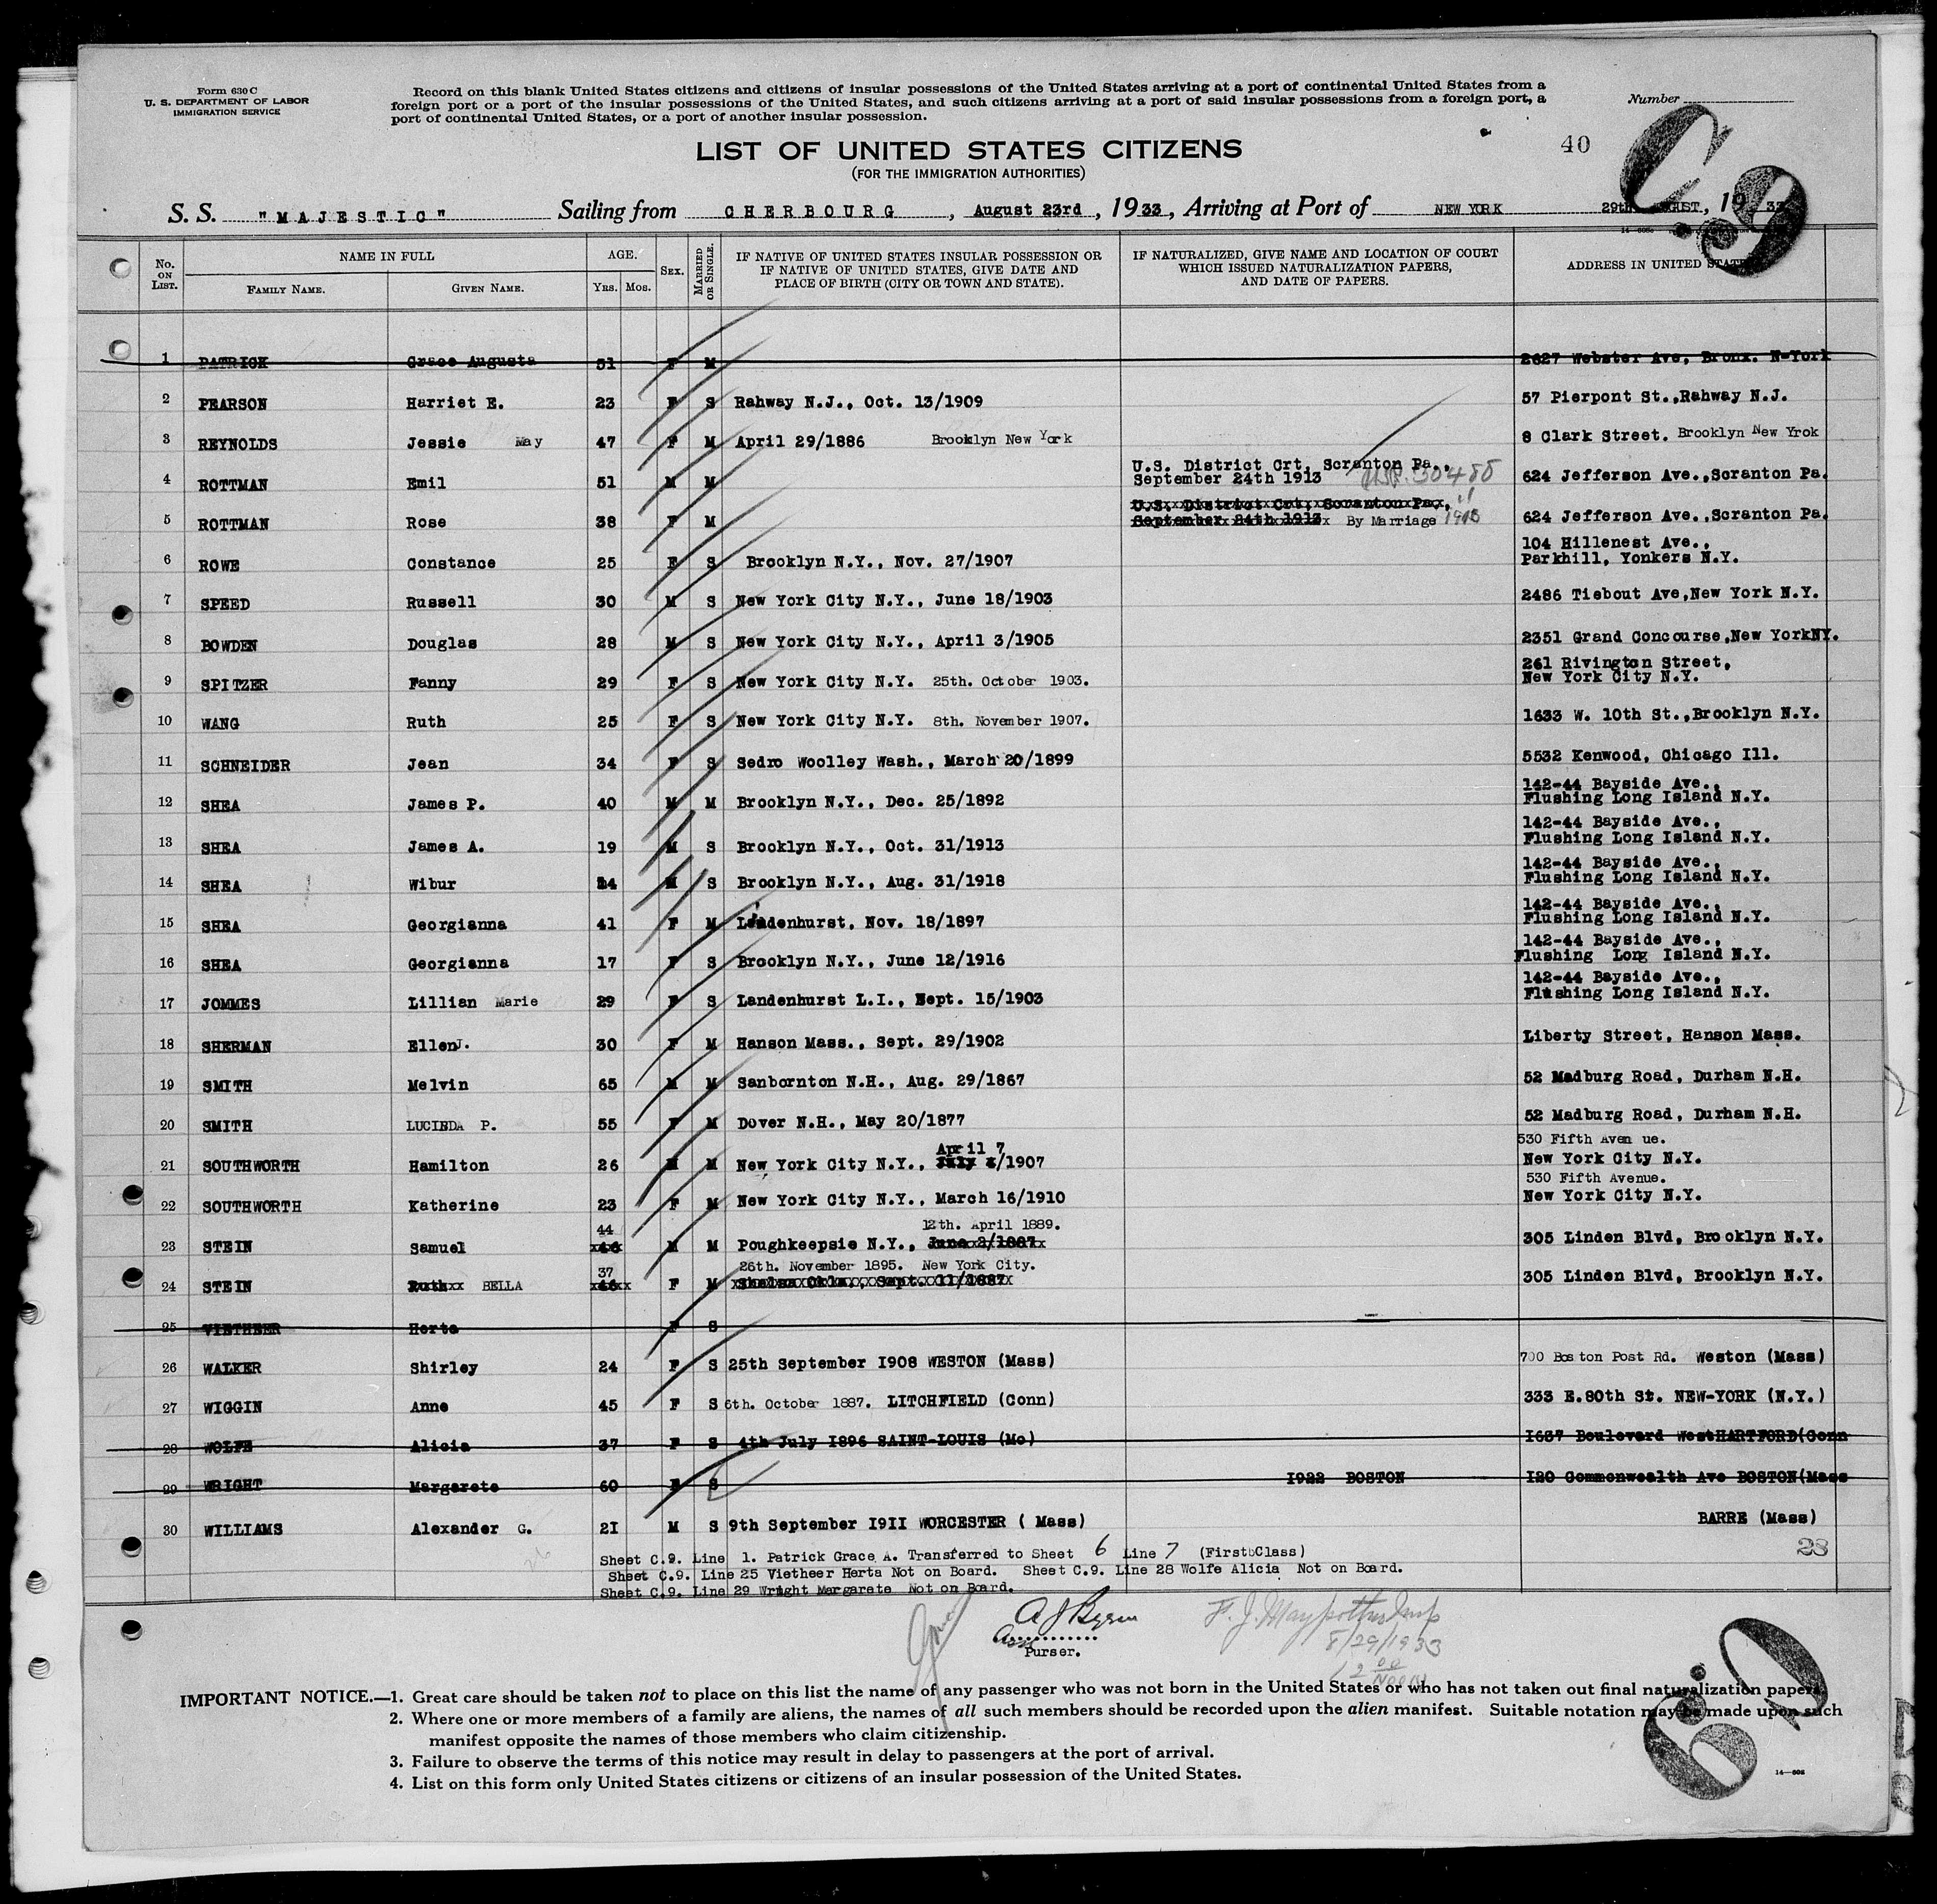 Form 630 C
U. S. DEPARTMENT OF LABOR
IMMIGRATION SERVICE
Record on this blank United States citizens and citizens of insular possessions of the United States arriving at a port of continental United States from a
foreign port or a port of the insular possessions of the United States, and such citizens arriving at a port of said insular possessions from a foreign port, a
port of continental United States, or a port of another insular possession.
Number
40
C.9
LIST OF UNITED STATES CITIZENS
(FOR THE IMMIGRATION AUTHORITIES)
S. S. "MAJESTIC" Sailing from CHERBOURG, August 23rd, 1933, Arriving at Port of NEW YORK 29th AUGUST, 1933
No. ON LIST. NAME IN FULL FAMILY NAME. GIVEN NAME. AGE. YRS. MOS. SEX. MARRIED OR SINGLE. IF NATIVE OF UNITED STATES INSULAR POSSESSION OR IF NATIVE OF UNITED STATES, GIVE DATE AND PLACE OF BIRTH (CITY OR TOWN AND STATE). IF NATURALIZED, GIVE NAME AND LOCATION OF COURT WHICH ISSUED NATURALIZATION PAPERS, AND DATE OF PAPERS. ADDRESS IN UNITED STATES
1 PATRICK Grace Augusta 51 F M 2627 Webster Ave, Bronx. N-York
2 PEARSON Harriet E. 23 F S Rahway N.J., Oct. 13/1909 57 Pierpont St.,Rahway N.J.
3 REYNOLDS Jessie May 47 F M April 29/1886 Brooklyn New York 8 Clark Street. Brooklyn New Yrok
4 ROTTMAN Emil 51 M M U.S. District Crt, Scranton Pa., September 24th 1913 624 Jefferson Ave.,Scranton Pa.
5 ROTTMAN Rose 38 F M U.S. District Crt, Scranton Pa, September 24th 1913 By Marriage 1913 624 Jefferson Ave.,Scranton Pa.
6 ROWE Constance 25 F S Brooklyn N.Y., Nov. 27/1907 104 Hillenest Ave., Parkhill, Yonkers N.Y.
7 SPEED Russell 30 M S New York City N.Y., June 18/1903 2486 Tiebout Ave,New York N.Y.
8 BOWDEN Douglas 28 M S New York City N.Y., April 3/1905 2351 Grand Concourse,New YorkNY.
9 SPITZER Fanny 29 F S New York City N.Y. 25th. October 1903. 261 Rivington Street, New York City N.Y.
10 WANG Ruth 25 F S New York City N.Y. 8th. November 1907. 1633 W. 10th St.,Brooklyn N.Y.
11 SCHNEIDER Jean 34 F S Sedro Woolley Wash., March 20/1899 5532 Kenwood, Chicago Ill.
12 SHEA James P. 40 M M Brooklyn N.Y., Dec. 25/1892 142-44 Bayside Ave., Flushing Long Island N.Y.
13 SHEA James A. 19 M S Brooklyn N.Y., Oct. 31/1913 142-44 Bayside Ave., Flushing Long Island N.Y.
14 SHEA Wibur 14 M S Brooklyn N.Y., Aug. 31/1918 142-44 Bayside Ave., Flushing Long Island N.Y.
15 SHEA Georgianna 41 F M Lindenhurst, Nov. 18/1897 142-44 Bayside Ave., Flushing Long Island N.Y.
16 SHEA Georgianna 17 F S Brooklyn N.Y., June 12/1916 142-44 Bayside Ave., Flushing Long Island N.Y.
17 JOMMES Lillian Marie 29 F S Landenhurst L.I., Sept. 15/1903 142-44 Bayside Ave., Flushing Long Island N.Y.
18 SHERMAN Ellen J. 30 F M Hanson Mass., Sept. 29/1902 Liberty Street, Hanson Mass.
19 SMITH Melvin 65 M M Sanbornton N.H., Aug. 29/1867 52 Madburg Road, Durham N.H.
20 SMITH LUCINDA P. 55 F M Dover N.H., May 20/1877 52 Madburg Road, Durham N.H.
21 SOUTHWORTH Hamilton 26 M M New York City N.Y., April 7 /1907 530 Fifth Aven ue. New York City N.Y.
22 SOUTHWORTH Katherine 23 F M New York City N.Y., March 16/1910 530 Fifth Avenue. New York City N.Y.
23 STEIN Samuel 44 46 M M Poughkeepsie N.Y., 12th. April 1889. June 2/1887 305 Linden Blvd, Brooklyn N.Y.
24 STEIN Ruth BELLA 37 46 F M 26th. November 1895. New York City. Sept. 11/1887 305 Linden Blvd, Brooklyn N.Y.
25 VIETHEER Herta F S
26 WALKER Shirley 24 F S 25th September 1908 WESTON (Mass) 700 Boston Post Rd. Weston (Mass)
27 WIGGIN Anne 45 F S 6th. October 1887. LITCHFIELD (Conn) 333 E.80th St. NEW-YORK (N.Y.)
28 WOLFE Alicia 37 F S 4th July 1896 SAINT-LOUIS (Mo) 1637 Boulevard WestHARTFORD(Conn
29 WRIGHT Margarete 60 F S 1922 BOSTON 120 Commonwealth Ave BOSTON(Mass
30 WILLIAMS Alexander G. 21 M S 9th September 1911 WORCESTER ( Mass) BARRE (Mass)
28
Sheet C.9. Line 1. Patrick Grace A. Transferred to Sheet 6 Line 7 (First Class)
Sheet C.9. Line 25 Vietheer Herta Not on Board. Sheet C.9. Line 28 Wolfe Alicia Not on Board.
Sheet C.9. Line 29 Wright Margarete Not on Board.
8/29/1933
12 00 NOON
Purser.
IMPORTANT NOTICE.—1. Great care should be taken not to place on this list the name of any passenger who was not born in the United States or who has not taken out final naturalization papers.
2. Where one or more members of a family are aliens, the names of all such members should be recorded upon the alien manifest. Suitable notation may be made upon such
manifest opposite the names of those members who claim citizenship.
3. Failure to observe the terms of this notice may result in delay to passengers at the port of arrival.
4. List on this form only United States citizens or citizens of an insular possession of the United States.
14—808